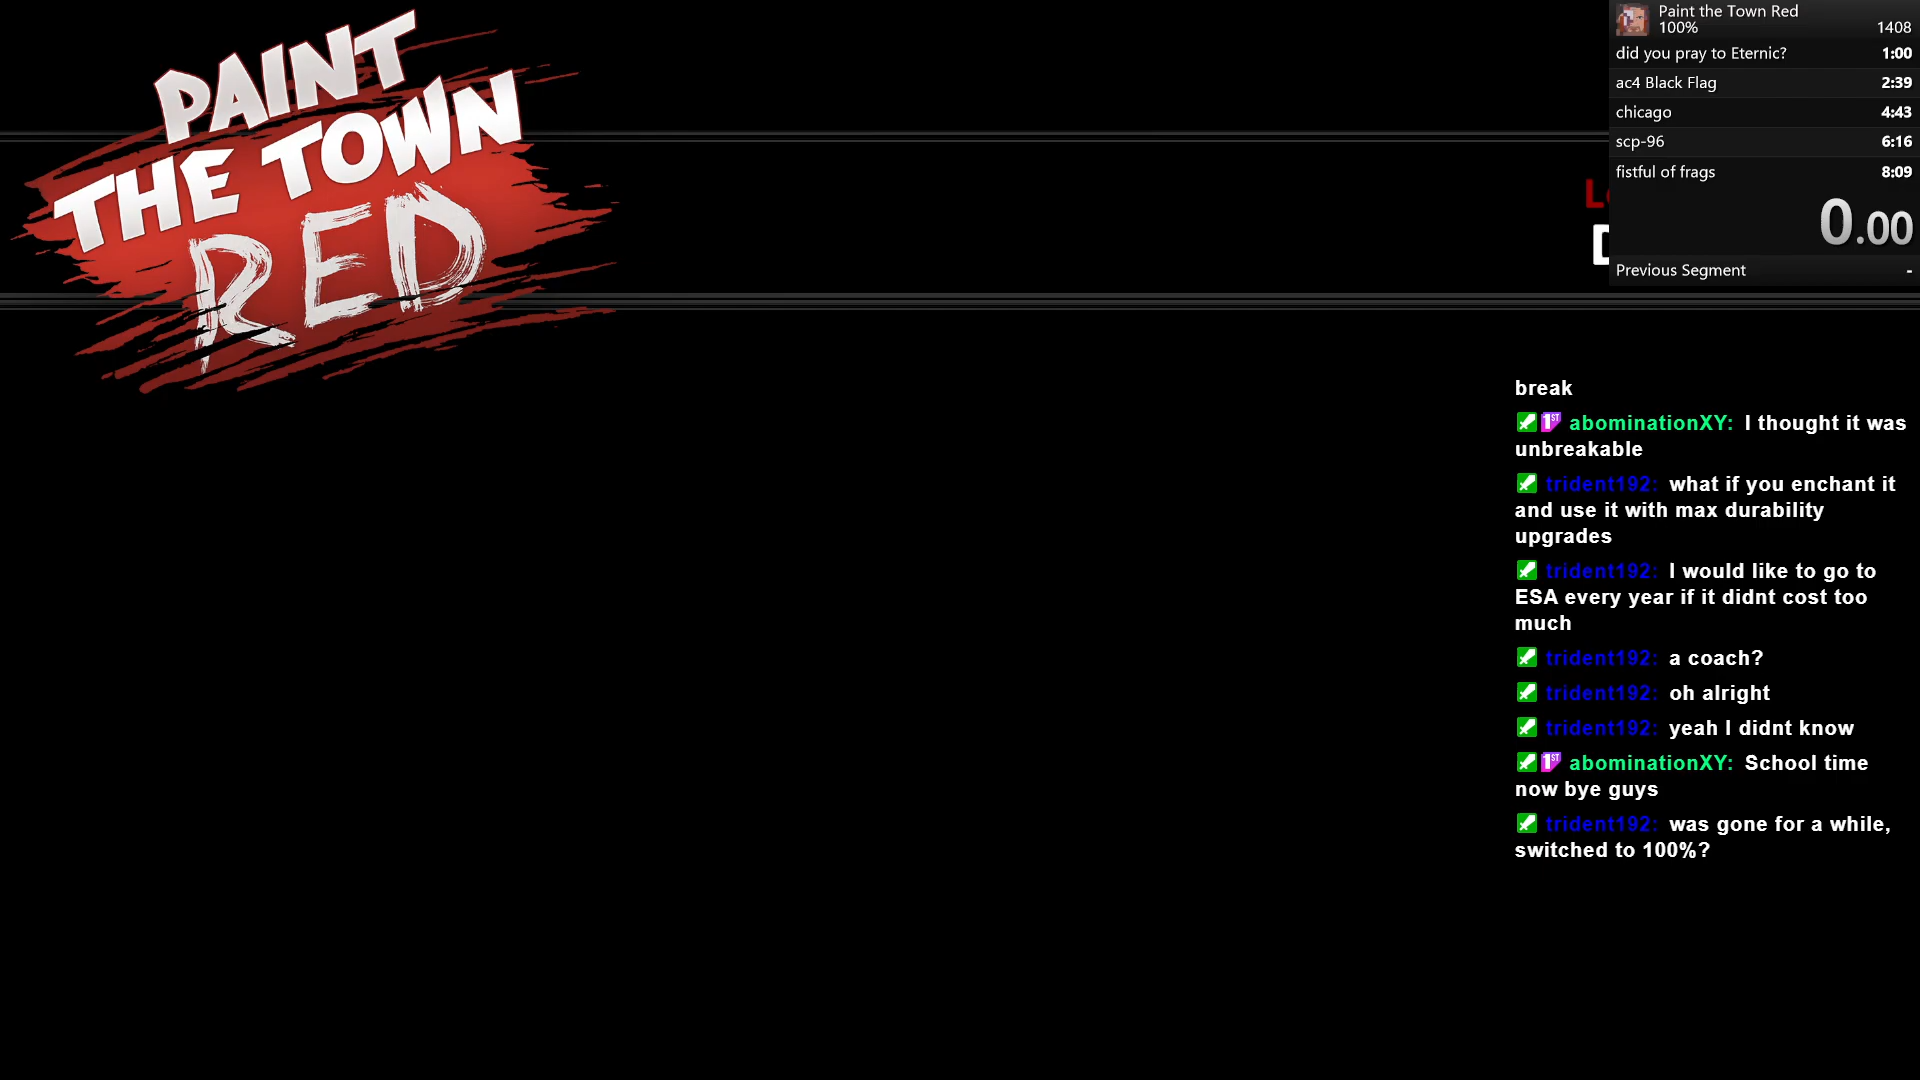 PAINT
THE TOWN
RED
Paint the Town Red
100% 1408
did you pray to Eternic? 1:00
ac4 Black Flag 2:39
chicago 4:43
scp-96 6:16
fistful of frags 8:09
0.00
Previous Segment -
L
D
break
abominationXY: I thought it was
unbreakable
trident192: what if you enchant it
and use it with max durability
upgrades
trident192: I would like to go to
ESA every year if it didnt cost too
much
trident192: a coach?
trident192: oh alright
trident192: yeah I didnt know
abominationXY: School time
now bye guys
trident192: was gone for a while,
switched to 100%?